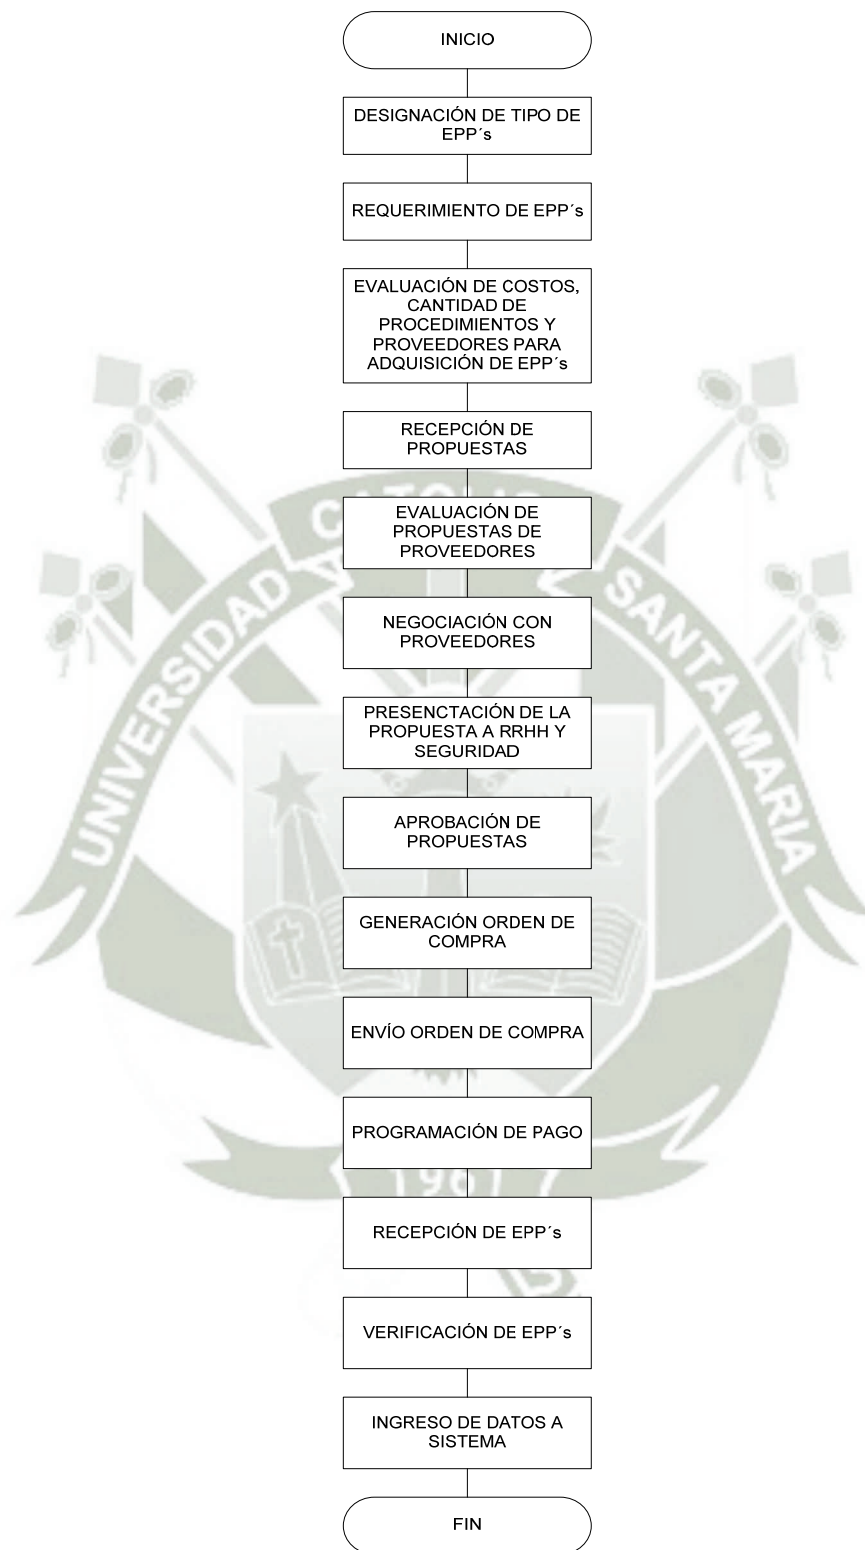 INICIO
DESIGNACIÓN DE TIPO DE
EPP´s
REQUERIMIENTO DE EPP´s
EVALUACIÓN DE COSTOS,
CANTIDAD DE
PROCEDIMIENTOS Y
PROVEEDORES PARA
ADQUISICIÓN DE EPP´s
RECEPCIÓN DE
PROPUESTAS
EVALUACIÓN DE
PROPUESTAS DE
PROVEEDORES
NEGOCIACIÓN CON
PROVEEDORES
PRESENCTACIÓN DE LA
PROPUESTA A RRHH Y
SEGURIDAD
APROBACIÓN DE
PROPUESTAS
GENERACIÓN ORDEN DE
COMPRA
ENVÍO ORDEN DE COMPRA
PROGRAMACIÓN DE PAGO
RECEPCIÓN DE EPP´s
VERIFICACIÓN DE EPP´s
INGRESO DE DATOS A
SISTEMA
FIN
UNIVERSIDAD
SANTA MARIA